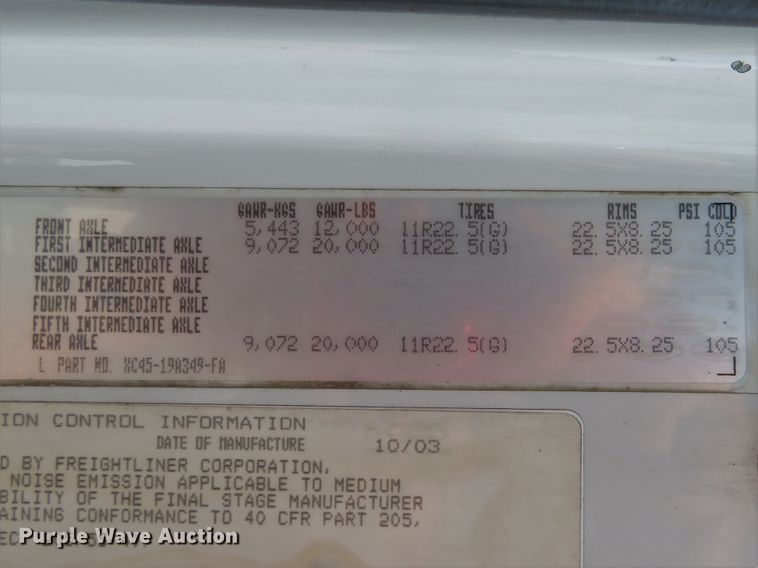 GAWR-KGS GAWR-LBS TIRES RIMS PSI COLD
FRONT AXLE 5,443 12,000 11R22.5(G) 22.5X8.25 105
FIRST INTERMEDIATE AXLE 9,072 20,000 11R22.5(G) 22.5X8.25 105
SECOND INTERMEDIATE AXLE
THIRD INTERMEDIATE AXLE
FOURTH INTERMEDIATE AXLE
FIFTH INTERMEDIATE AXLE
REAR AXLE 9,072 20,000 11R22.5(G) 22.5X8.25 105
L PART NO. XC45-19A349-FA
ION CONTROL INFORMATION
DATE OF MANUFACTURE 10/03
D BY FREIGHTLINER CORPORATION,
NOISE EMISSION APPLICABLE TO MEDIUM
BILITY OF THE FINAL STAGE MANUFACTURER
AINING CONFORMANCE TO 40 CFR PART 205,
Purple Wave Auction